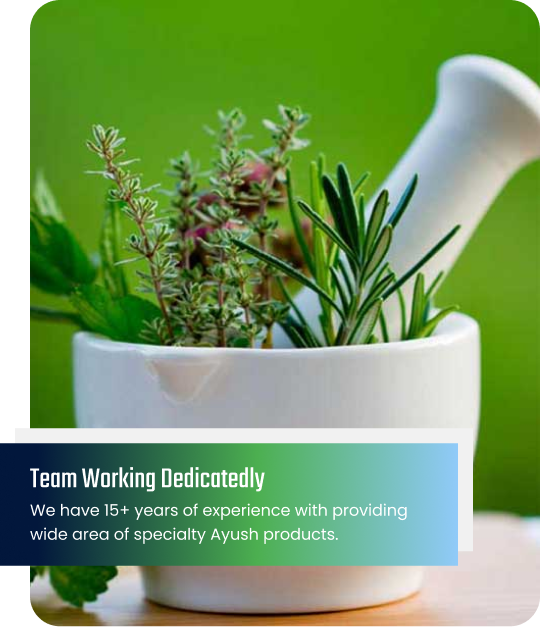 Team Working Dedicatedly
We have 15+ years of experience with providing
wide area of specialty Ayush products.